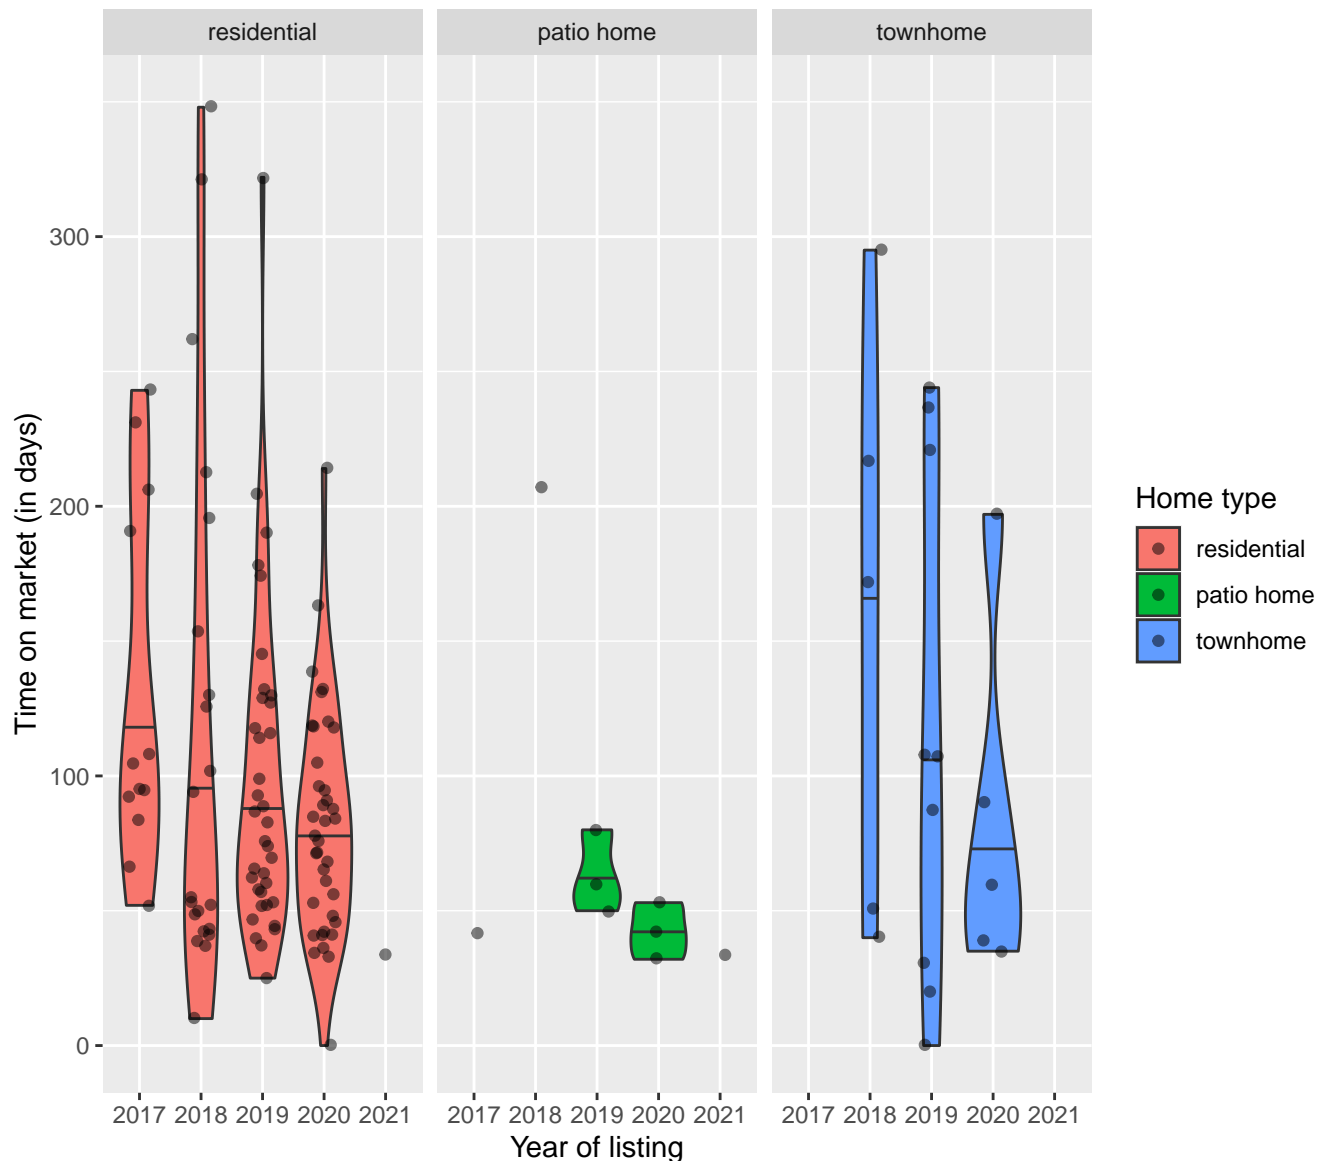 residential
patio home
townhome
300
200
100
0
Time on market (in days)
2017 2018 2019 2020 2021
2017 2018 2019 2020 2021
2017 2018 2019 2020 2021
Year of listing
Home type
residential
patio home
townhome